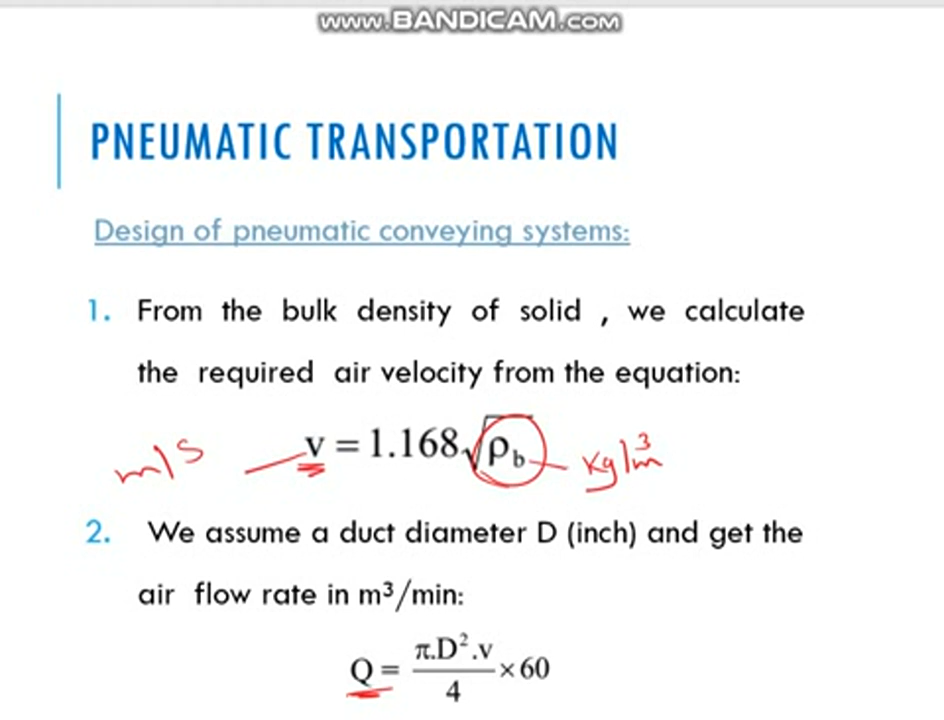 www.BANDICAM.com
PNEUMATIC TRANSPORTATION
Design of pneumatic conveying systems:
1. From the bulk density of solid , we calculate
the required air velocity from the equation:
m/s v = 1.168√ρb kg/m³
2. We assume a duct diameter D (inch) and get the
air flow rate in m³/min:
Q = π.D².v/4 × 60